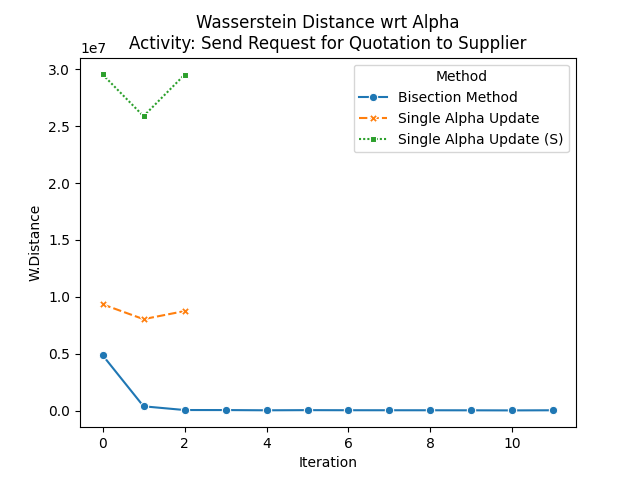 Wasserstein Distance wrt Alpha
Activity: Send Request for Quotation to Supplier
1e7
3.0
2.5
2.0
1.5
1.0
0.5
0.0
W.Distance
Method
Bisection Method
Single Alpha Update
Single Alpha Update (S)
0 2 4 6 8 10
Iteration